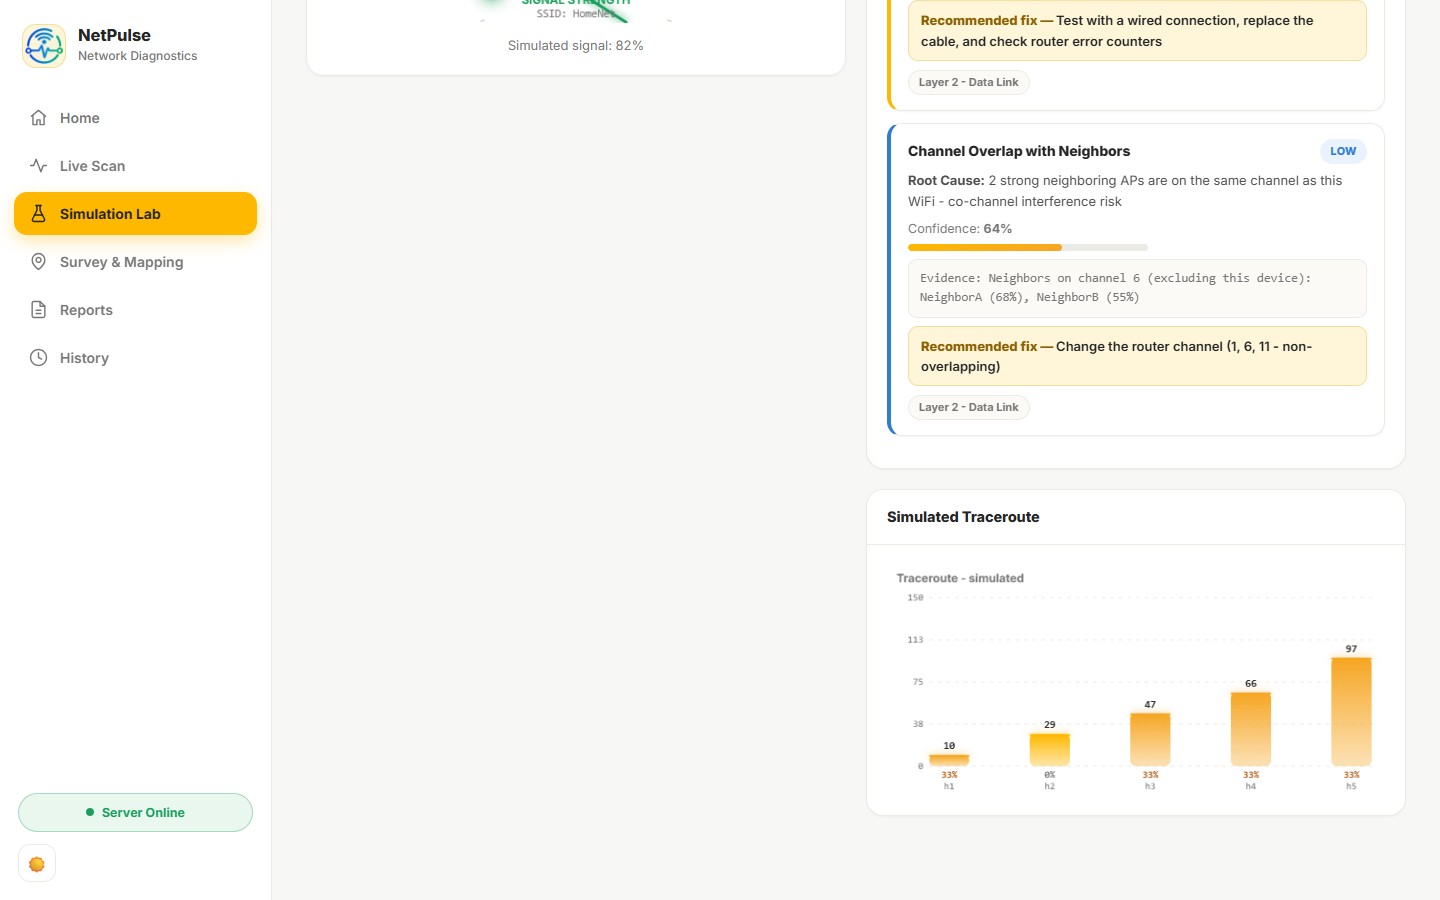 NetPulse
Network Diagnostics
Home
Live Scan
Simulation Lab
Survey & Mapping
Reports
History
Server Online
SIGNAL STRENGTH
SSID: HomeNet
Simulated signal: 82%
Recommended fix — Test with a wired connection, replace the
cable, and check router error counters
Layer 2 - Data Link
Channel Overlap with Neighbors
LOW
Root Cause: 2 strong neighboring APs are on the same channel as this
WiFi - co-channel interference risk
Confidence: 64%
Evidence: Neighbors on channel 6 (excluding this device):
NeighborA (68%), NeighborB (55%)
Recommended fix — Change the router channel (1, 6, 11 - non-
overlapping)
Layer 2 - Data Link
Simulated Traceroute
Traceroute - simulated
150
113
75
38
0
10
29
47
66
97
33% 0% 33% 33% 33%
h1 h2 h3 h4 h5